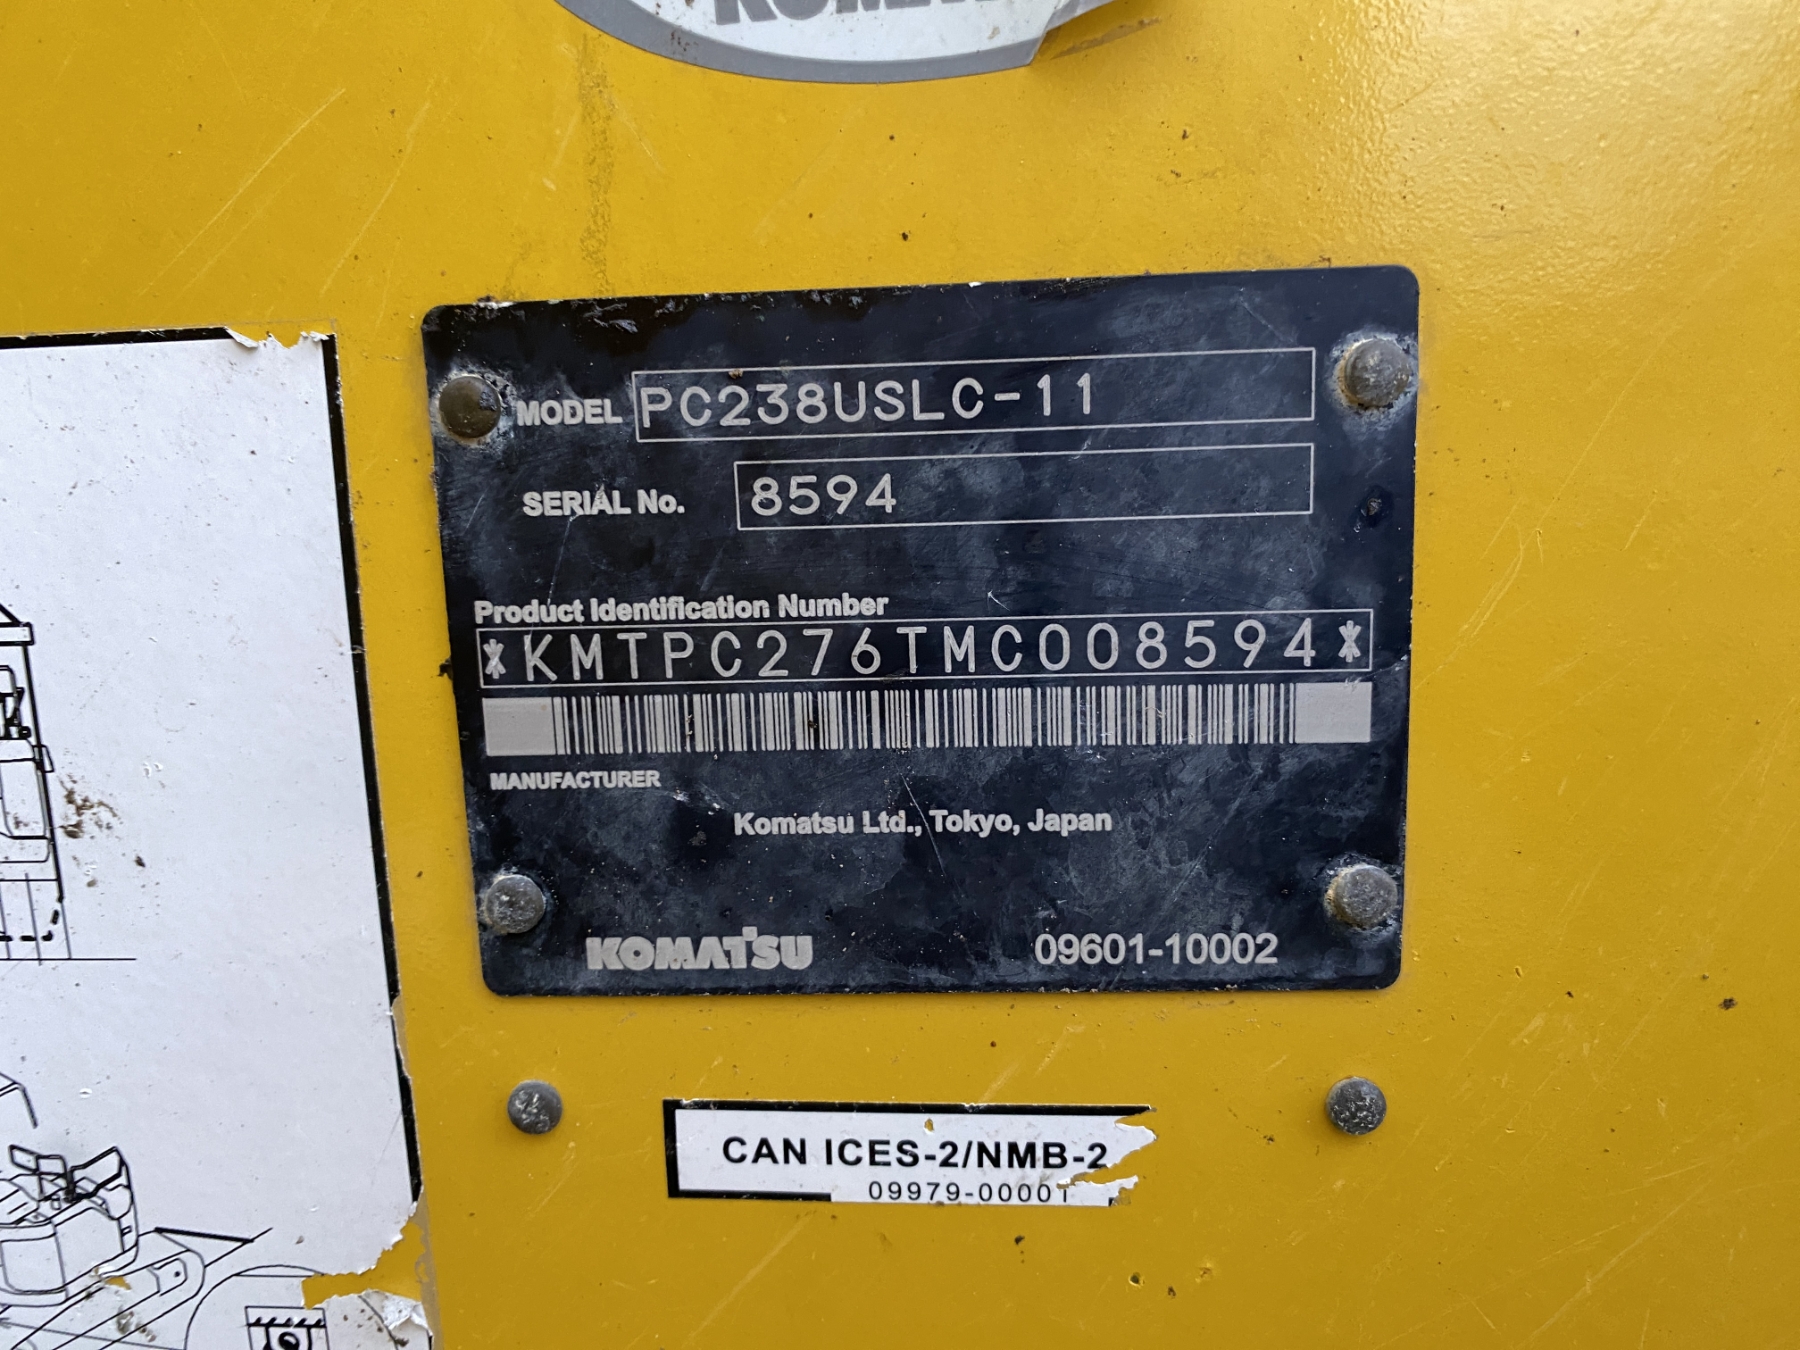 KOMAT
MODEL PC238USLC-11
SERIAL No. 8594
Product Identification Number
*KMTPC276TMC008594*
MANUFACTURER
Komatsu Ltd., Tokyo, Japan
KOMATSU 09601-10002
CAN ICES-2/NMB-2
09979-00001